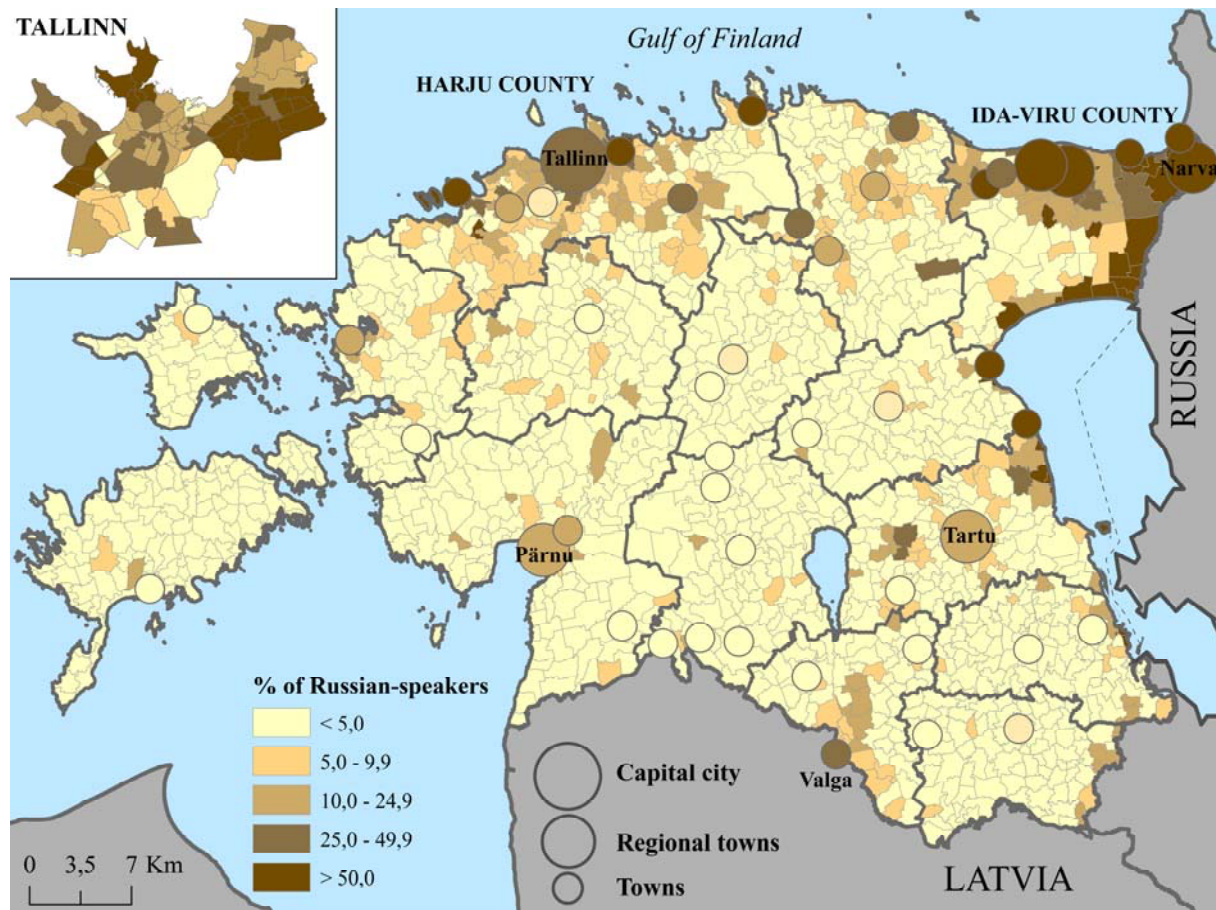 TALLINN
Gulf of Finland
HARJU COUNTY
IDA-VIRU COUNTY
Tallinn
Narva
RUSSIA
Pärnu
Tartu
% of Russian-speakers
< 5,0
5,0 - 9,9
10,0 - 24,9
25,0 - 49,9
> 50,0
Capital city
Regional towns
Towns
Valga
0 3,5 7 Km
LATVIA